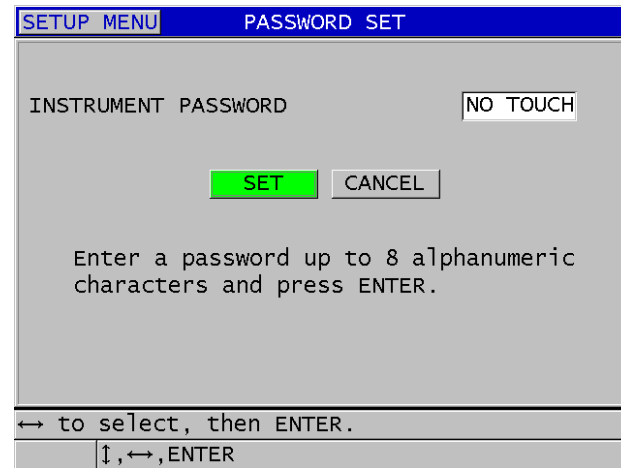 SETUP MENU PASSWORD SET
INSTRUMENT PASSWORD NO TOUCH
SET CANCEL
Enter a password up to 8 alphanumeric
characters and press ENTER.
↔ to select, then ENTER.
↕,↔,ENTER